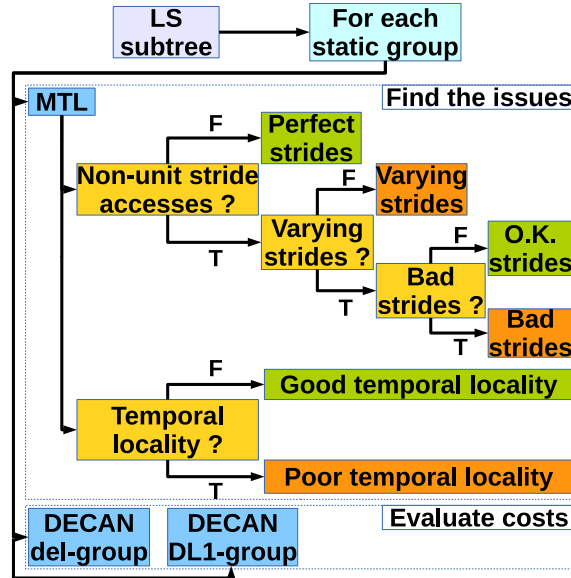 LS
subtree
For each
static group
MTL
Find the issues
F
Perfect
strides
Non-unit stride
accesses ?
T
F
Varying
strides
Varying
strides ?
T
F
O.K.
strides
Bad
strides ?
T
Bad
strides
F
Good temporal locality
Temporal
locality ?
T
Poor temporal locality
DECAN
del-group
DECAN
DL1-group
Evaluate costs